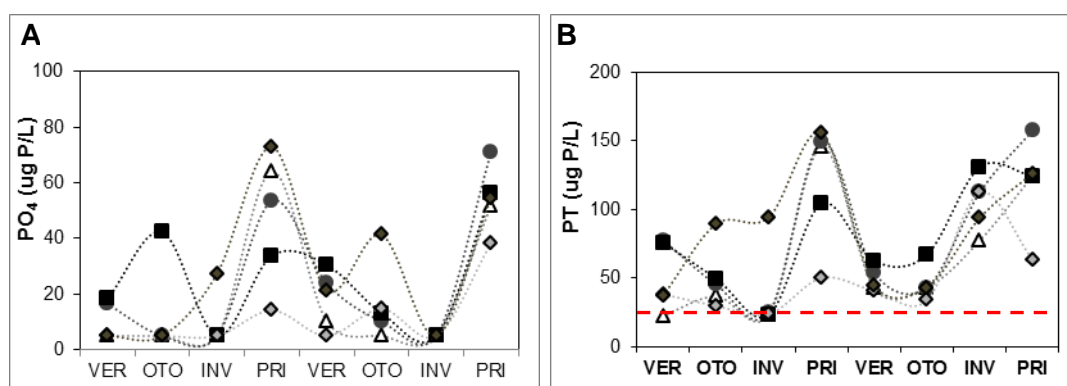 A
PO4 (ug P/L)
100
80
60
40
20
0
VER OTO INV PRI VER OTO INV PRI
B
PT (ug P/L)
200
150
100
50
0
VER OTO INV PRI VER OTO INV PRI